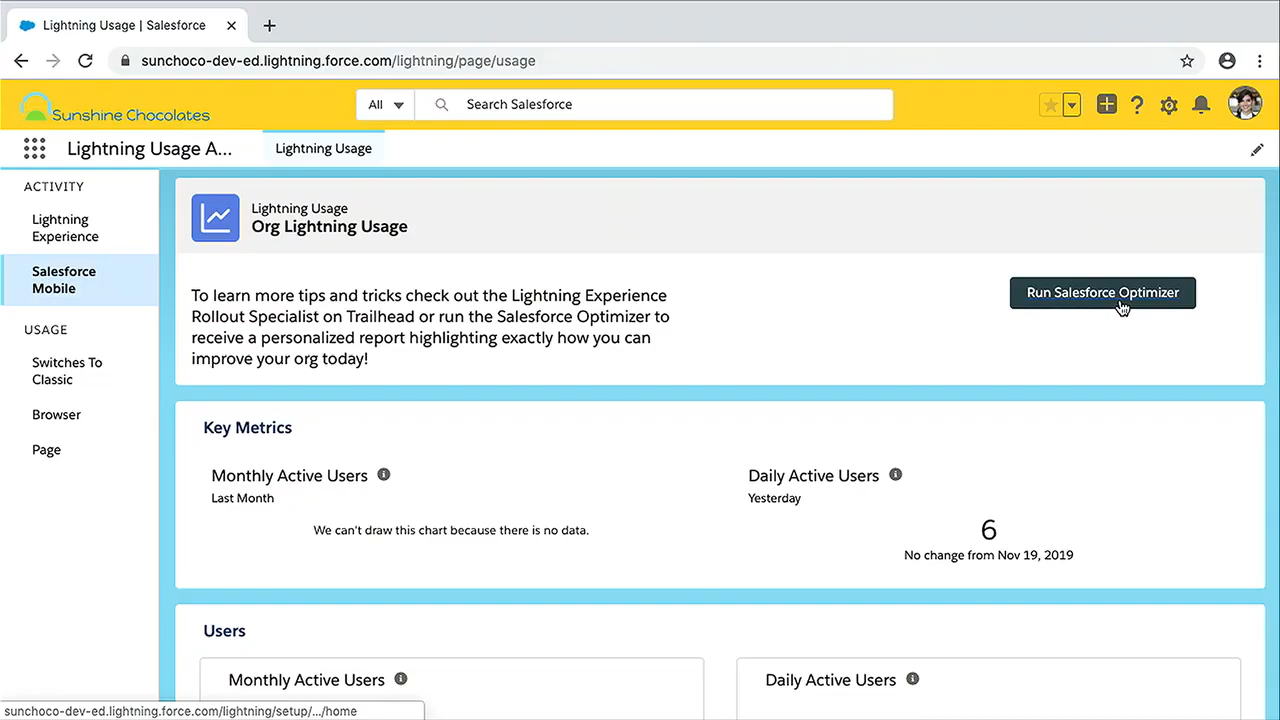 Lightning Usage | Salesforce
sunchoco-dev-ed.lightning.force.com/lightning/page/usage
Sunshine Chocolates
All
Search Salesforce
Lightning Usage A...
Lightning Usage
ACTIVITY
Lightning
Experience
Salesforce
Mobile
USAGE
Switches To
Classic
Browser
Page
Lightning Usage
Org Lightning Usage
To learn more tips and tricks check out the Lightning Experience
Rollout Specialist on Trailhead or run the Salesforce Optimizer to
receive a personalized report highlighting exactly how you can
improve your org today!
Run Salesforce Optimizer
Key Metrics
Monthly Active Users
Last Month
We can't draw this chart because there is no data.
Daily Active Users
Yesterday
6
No change from Nov 19, 2019
Users
Monthly Active Users
Daily Active Users
sunchoco-dev-ed.lightning.force.com/lightning/setup/.../home